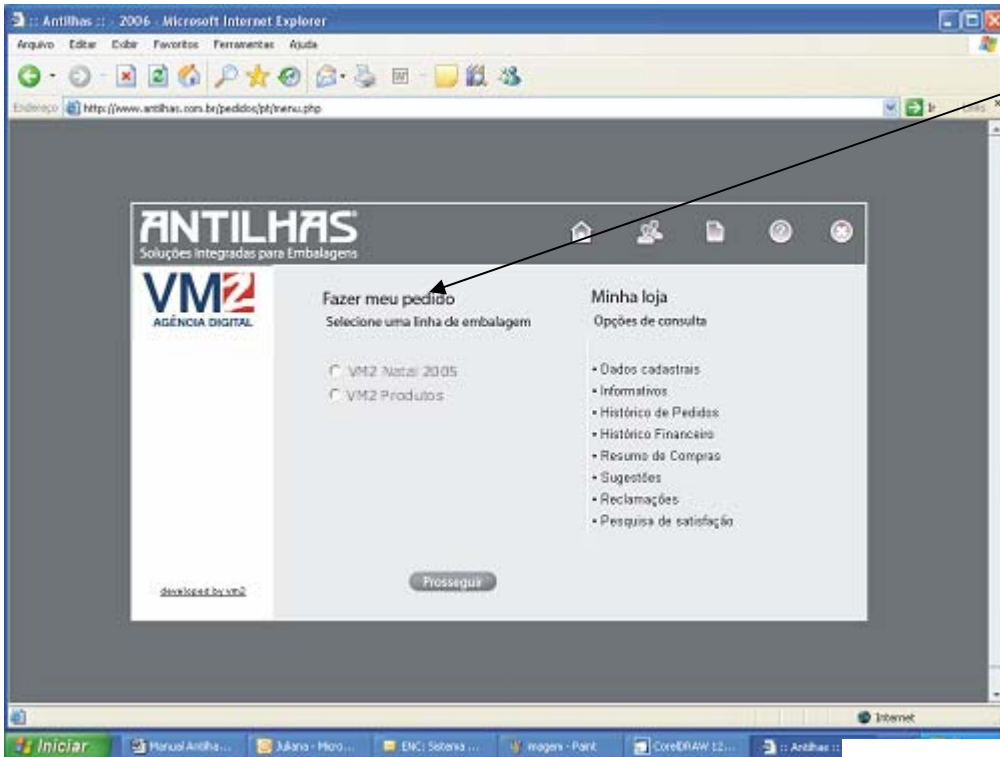 :: Antilhas :: - 2006 - Microsoft Internet Explorer
Arquivo Editar Exibir Favoritos Ferramentas Ajuda
Endereço http://www.antilhas.com.br/pedidos/pt/menu.php Ir Links
ANTILHAS
Soluções Integradas para Embalagens
VM2
AGÊNCIA DIGITAL
Fazer meu pedido
Selecione uma linha de embalagem
VM2 Natal 2005
VM2 Produtos
Prosseguir
Minha loja
Opções de consulta
• Dados cadastrais
• Informativos
• Histórico de Pedidos
• Histórico Financeiro
• Resumo de Compras
• Sugestões
• Reclamações
• Pesquisa de satisfação
developed by vm2
Internet
Iniciar Manual Antilha... Juliana - Micro... ENC: Sistema ... imagem - Paint CorelDRAW 12... :: Antilhas ::